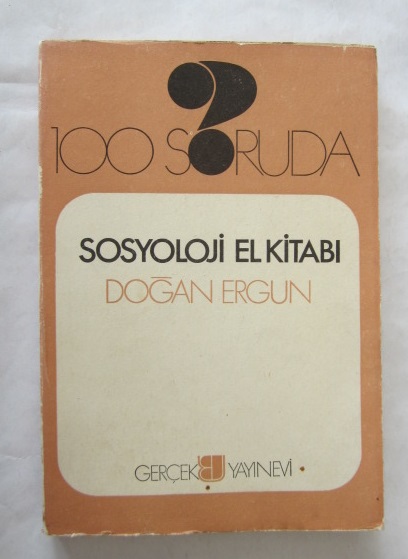 100 SORUDA
SOSYOLOJİ EL KİTABI
DOĞAN ERGUN
GERÇEK YAYINEVİ